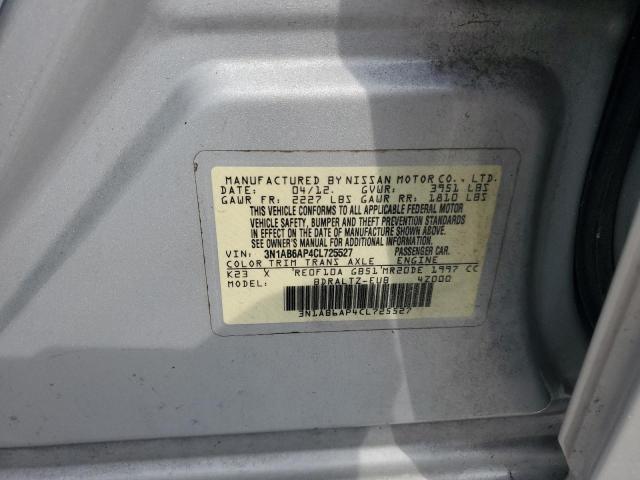 MANUFACTURED BY NISSAN MOTOR CO., LTD.
DATE: 04/12. GVWR: 3951 LBS
GAWR FR: 2227 LBS GAWR RR: 1810 LBS
THIS VEHICLE CONFORMS TO ALL APPLICABLE FEDERAL MOTOR
VEHICLE SAFETY, BUMPER AND THEFT PREVENTION STANDARDS
IN EFFECT ON THE DATE OF MANUFACTURE SHOWN ABOVE.
SEE OWNER'S MANUAL FOR ADDITIONAL INFORMATION.
VIN: 3N1AB6AP4CL725527 PASSENGER CAR.
COLOR TRIM TRANS AXLE ENGINE
K23 X RE0F10A GB51 MR20DE 1997 CC
MODEL: BDRALTZ-EUB 4Z000
3N1AB6AP4CL725527